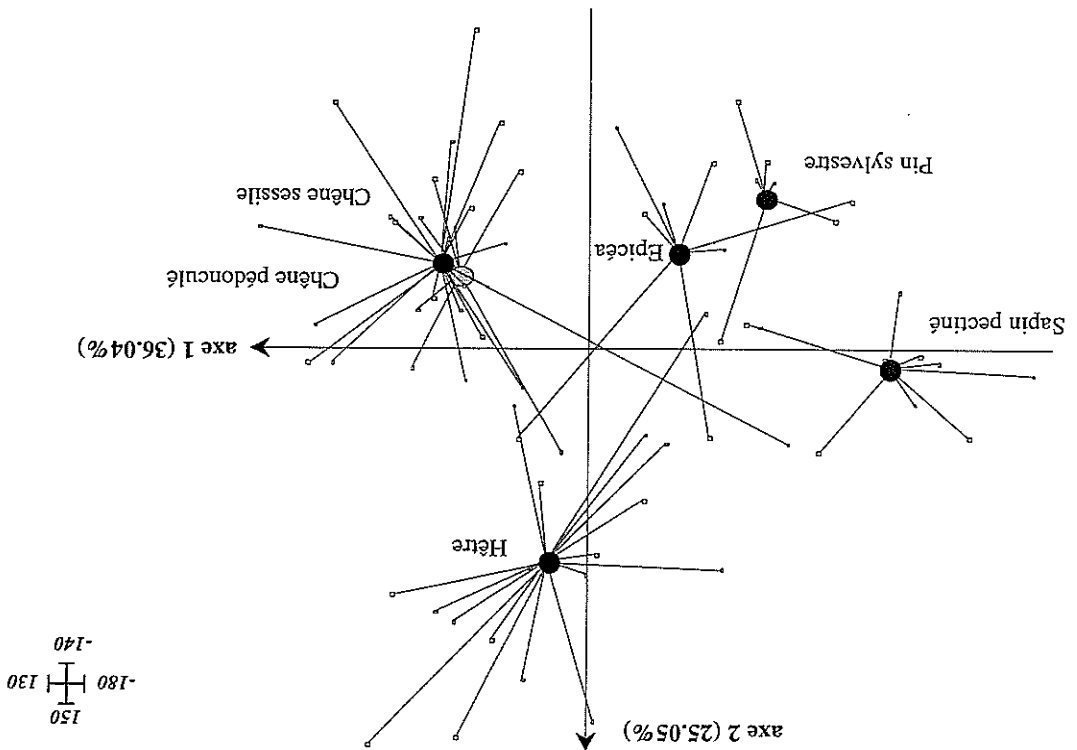 axe 2 (25.05%)
150
-180
130
-140
Hêtre
Sapin pectiné
axe 1 (36.04%)
Chêne pédonculé
Epicéa
Chêne sessile
Pin sylvestre